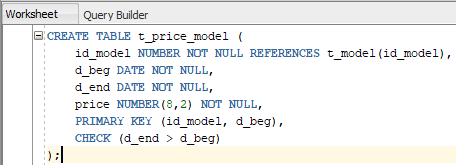 Worksheet Query Builder
CREATE TABLE t_price_model (
id_model NUMBER NOT NULL REFERENCES t_model(id_model),
d_beg DATE NOT NULL,
d_end DATE NOT NULL,
price NUMBER(8,2) NOT NULL,
PRIMARY KEY (id_model, d_beg),
CHECK (d_end > d_beg)
);